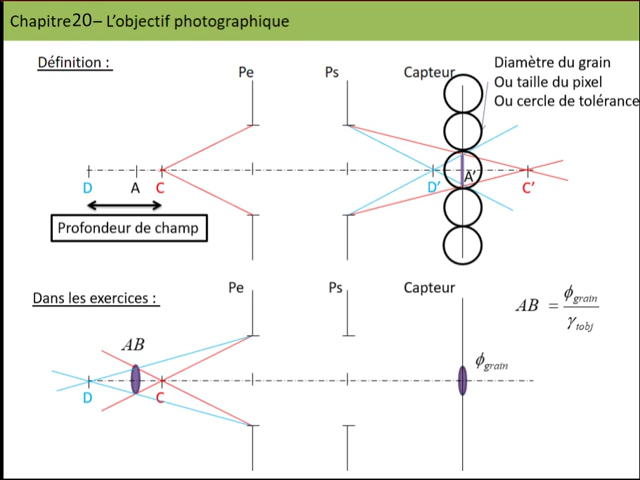 Chapitre20– L'objectif photographique
Définition :
Pe
Ps
Capteur
Diamètre du grain
Ou taille du pixel
Ou cercle de tolérance
D
A
C
D'
A'
C'
Profondeur de champ
Dans les exercices :
Pe
Ps
Capteur
AB = ϕgrain / γtobj
AB
ϕgrain
D
C